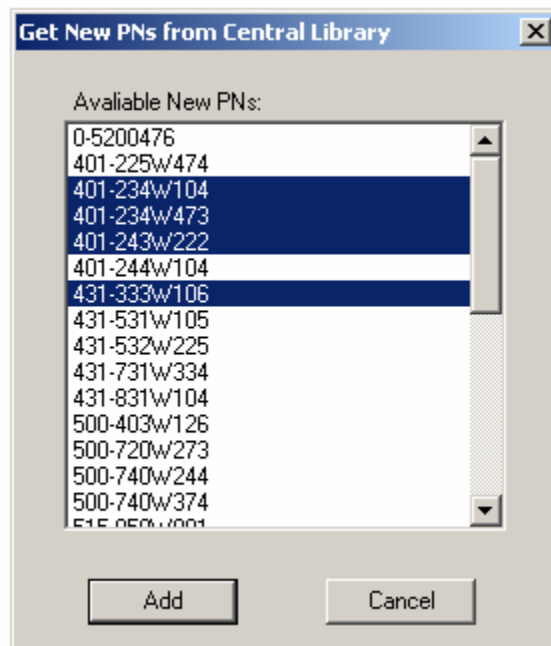 Get New PNs from Central Library
Avaliable New PNs:
0-5200476
401-225W474
401-234W104
401-234W473
401-243W222
401-244W104
431-333W106
431-531W105
431-532W225
431-731W334
431-831W104
500-403W126
500-720W273
500-740W244
500-740W374
Add Cancel